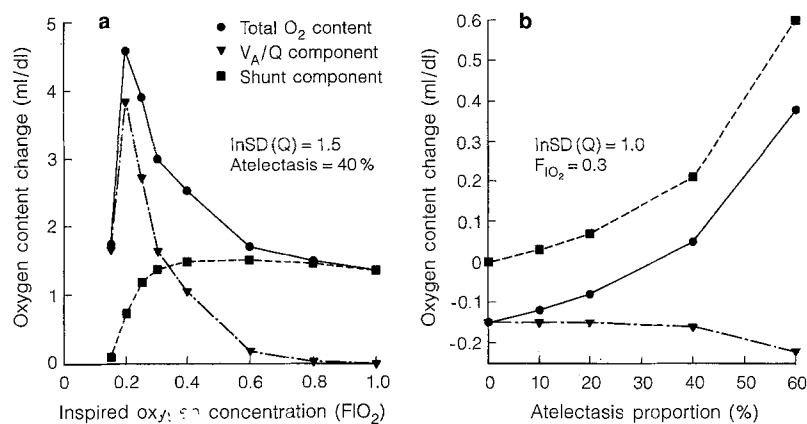 a
Total O2 content
VA/Q component
Shunt component
lnSD (Q) = 1.5
Atelectasis = 40 %
Oxygen content change (ml/dl)
5
4
3
2
1
0
0 0.2 0.4 0.6 0.8 1.0
Inspired concentration (FIO2)
b
lnSD (Q) = 1.0
FIO2 = 0.3
Oxygen content change (ml/dl)
0.6
0.5
0.4
0.3
0.2
0.1
0
-0.1
-0.2
0 10 20 30 40 50 60
Atelectasis proportion (%)